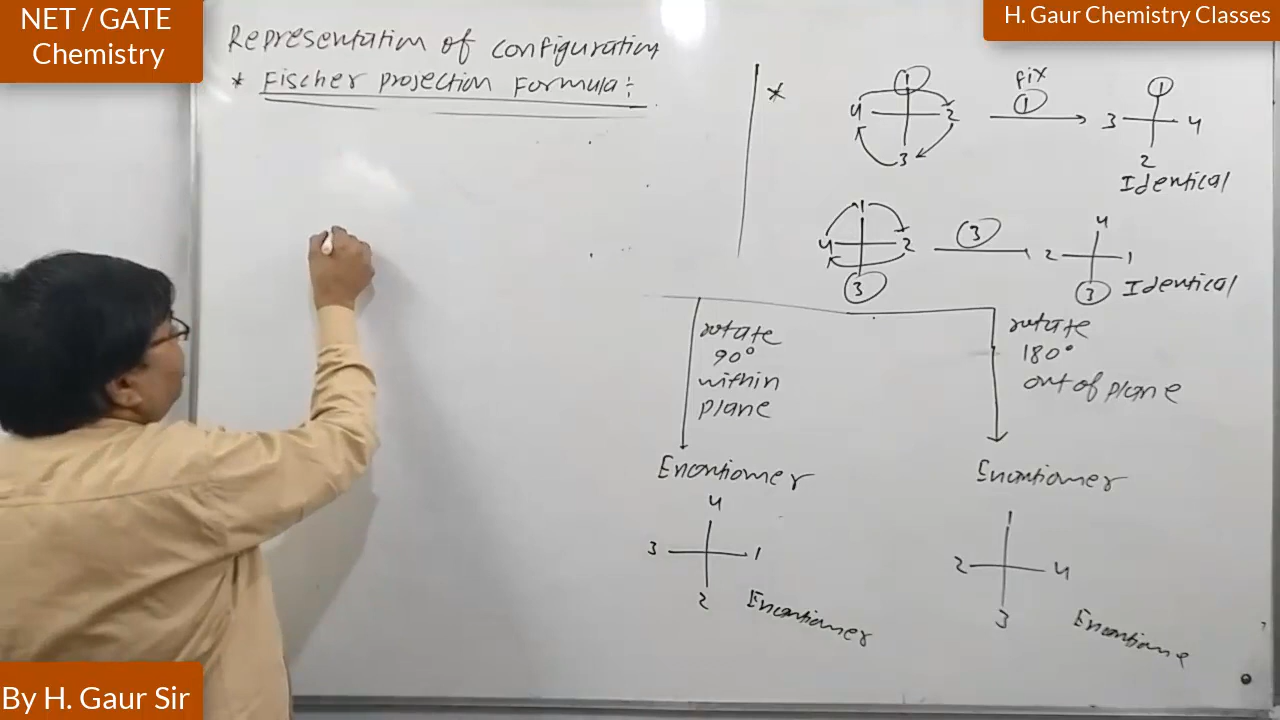 NET / GATE
Chemistry
H. Gaur Chemistry Classes
Representation of configuration
* Fischer projection Formula:
*
1
4 2
3
fix
1
1
3 4
2
Identical
1
4 2
3
3
4
2 1
3 Identical
rotate
90°
within
plane
rotate
180°
out of plane
Enantiomer
4
3 1
2
Enantiomer
Enantiomer
1
2 4
3
Enantiome
By H. Gaur Sir